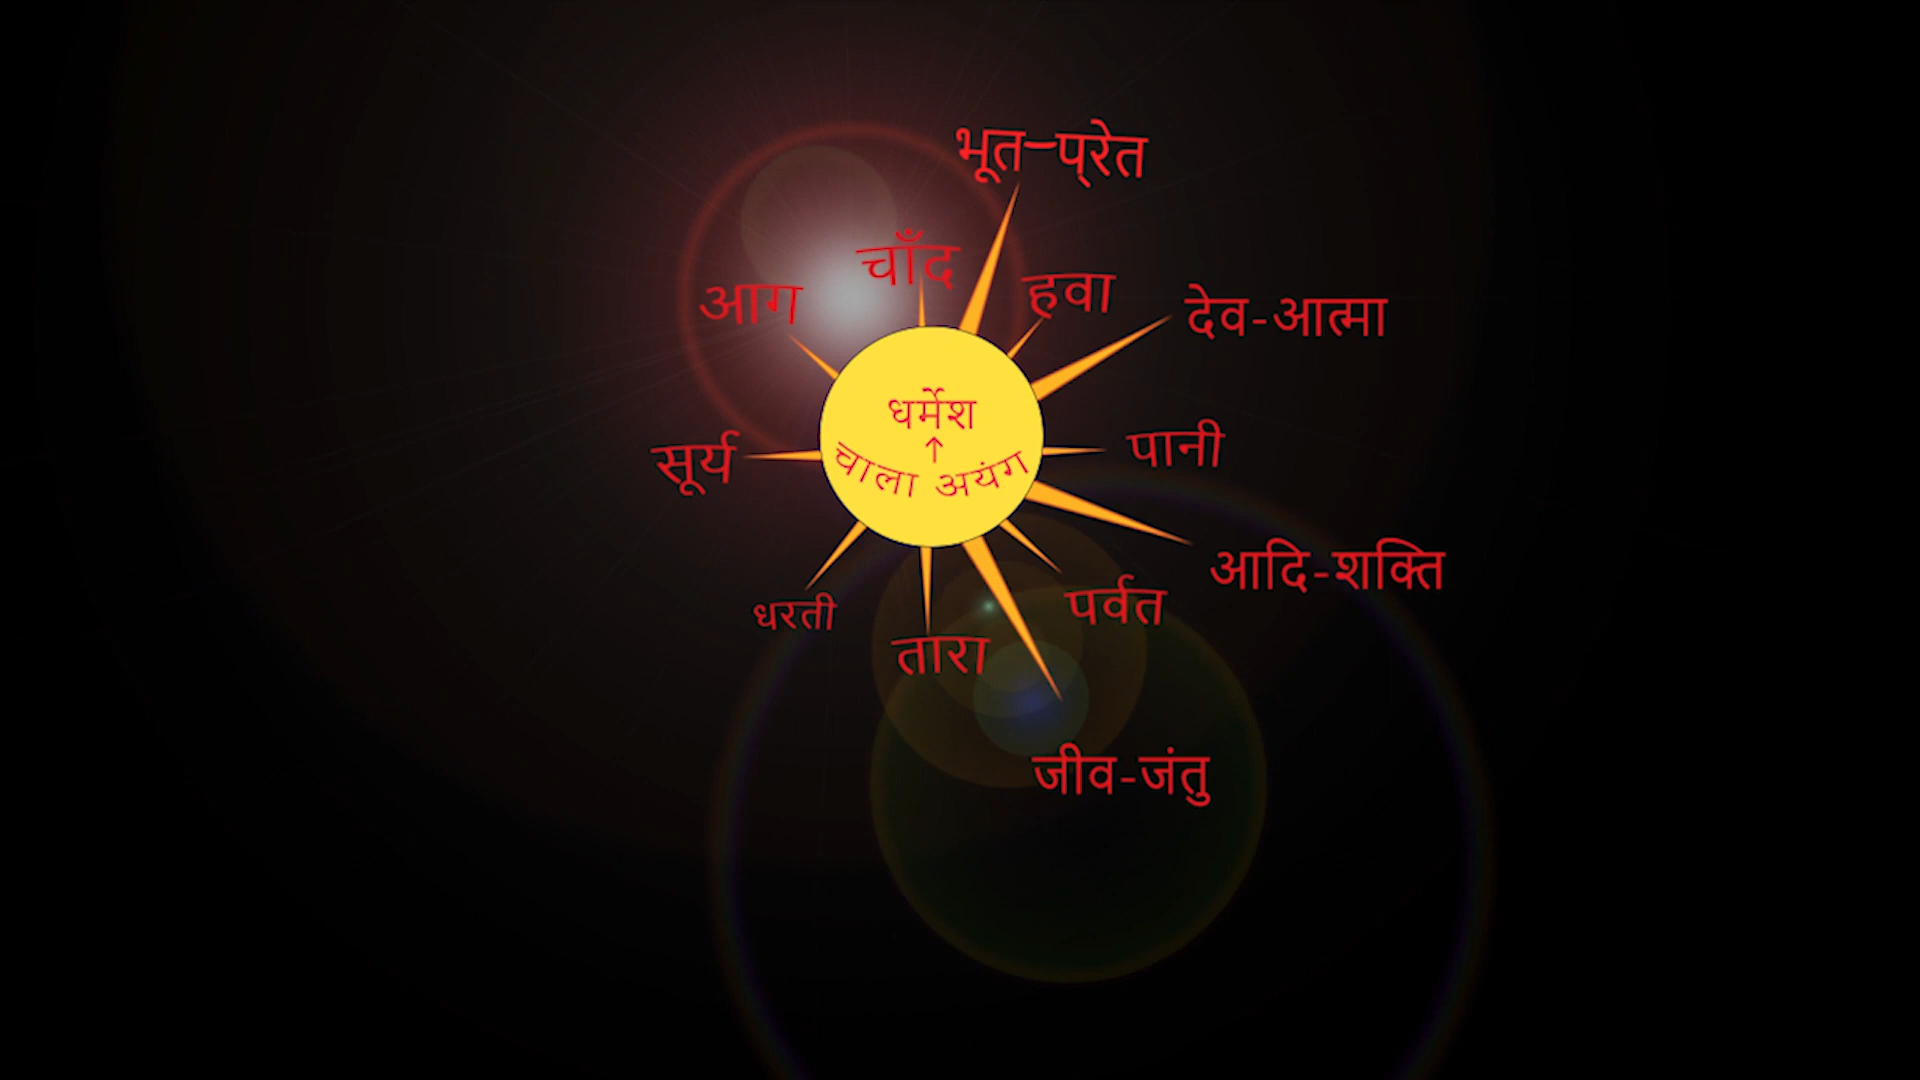 भूत-प्रेत
चाँद
हवा
आग
देव-आत्मा
धर्मेश
↑
चाला अयंग
पानी
सूर्य
आदि-शक्ति
पर्वत
धरती
तारा
जीव-जंतु